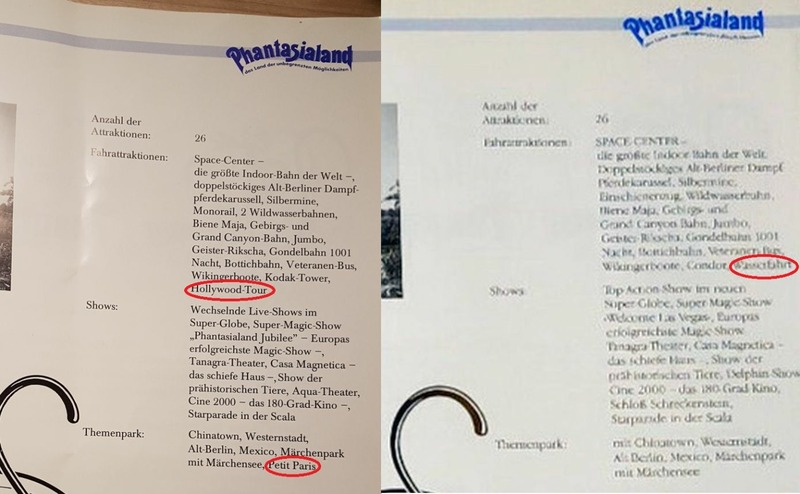 Phantasialand
das Land der unbegrenzten Möglichkeiten
Anzahl der
Attraktionen:
26
Fahrattraktionen:
Space-Center –
die größte Indoor-Bahn der Welt –,
doppelstöckiges Alt-Berliner Dampf-
pferdekarussell, Silbermine,
Monorail, 2 Wildwasserbahnen,
Biene Maja, Gebirgs- und
Grand Canyon-Bahn, Jumbo,
Geister-Rikscha, Gondelbahn 1001
Nacht, Bottichbahn, Veteranen-Bus,
Wikingerboote, Kodak-Tower,
Hollywood-Tour
Shows:
Wechselnde Live-Shows im
Super-Globe, Super-Magic-Show
„Phantasialand Jubilee” – Europas
erfolgreichste Magic-Show –,
Tanagra-Theater, Casa Magnetica –
das schiefe Haus –, Show der
prähistorischen Tiere, Aqua-Theater,
Cine 2000 – das 180-Grad-Kino –,
Starparade in der Scala
Themenpark:
Chinatown, Westernstadt,
Alt-Berlin, Mexico, Märchenpark
mit Märchensee, Petit Paris
Phantasialand
Anzahl der
Attraktionen:
26
Fahrattraktionen:
SPACE-CENTER –
die größte Indoor Bahn der Welt,
Doppelstöckiges Alt-Berliner Dampf
Pferdekarussel, Silbermine,
Einschienenzug, Wildwasserbahn,
Biene Maja, Gebirgs- und
Grand Canyon Bahn, Jumbo,
Geister-Rikscha, Gondelbahn 1001
Nacht, Bottichbahn, Veteranen Bus,
Wikingerboote, Condor, Wasserfahrt
Shows:
Top Action-Show im neuen
Super Globe, Super Magic Show
„Welcome Las Vegas“, Europas
erfolgreichste Magic Show
Tanagra Theater, Casa Magnetica –
das schiefe Haus –, Show der
prähistorischen Tiere, Delphin Show
Cine 2000 – das 180-Grad-Kino,
Schloß Schreckenstein,
Starparade in der Scala
Themenpark:
mit Chinatown, Westernstadt,
Alt Berlin, Mexico, Märchenpark
mit Märchensee